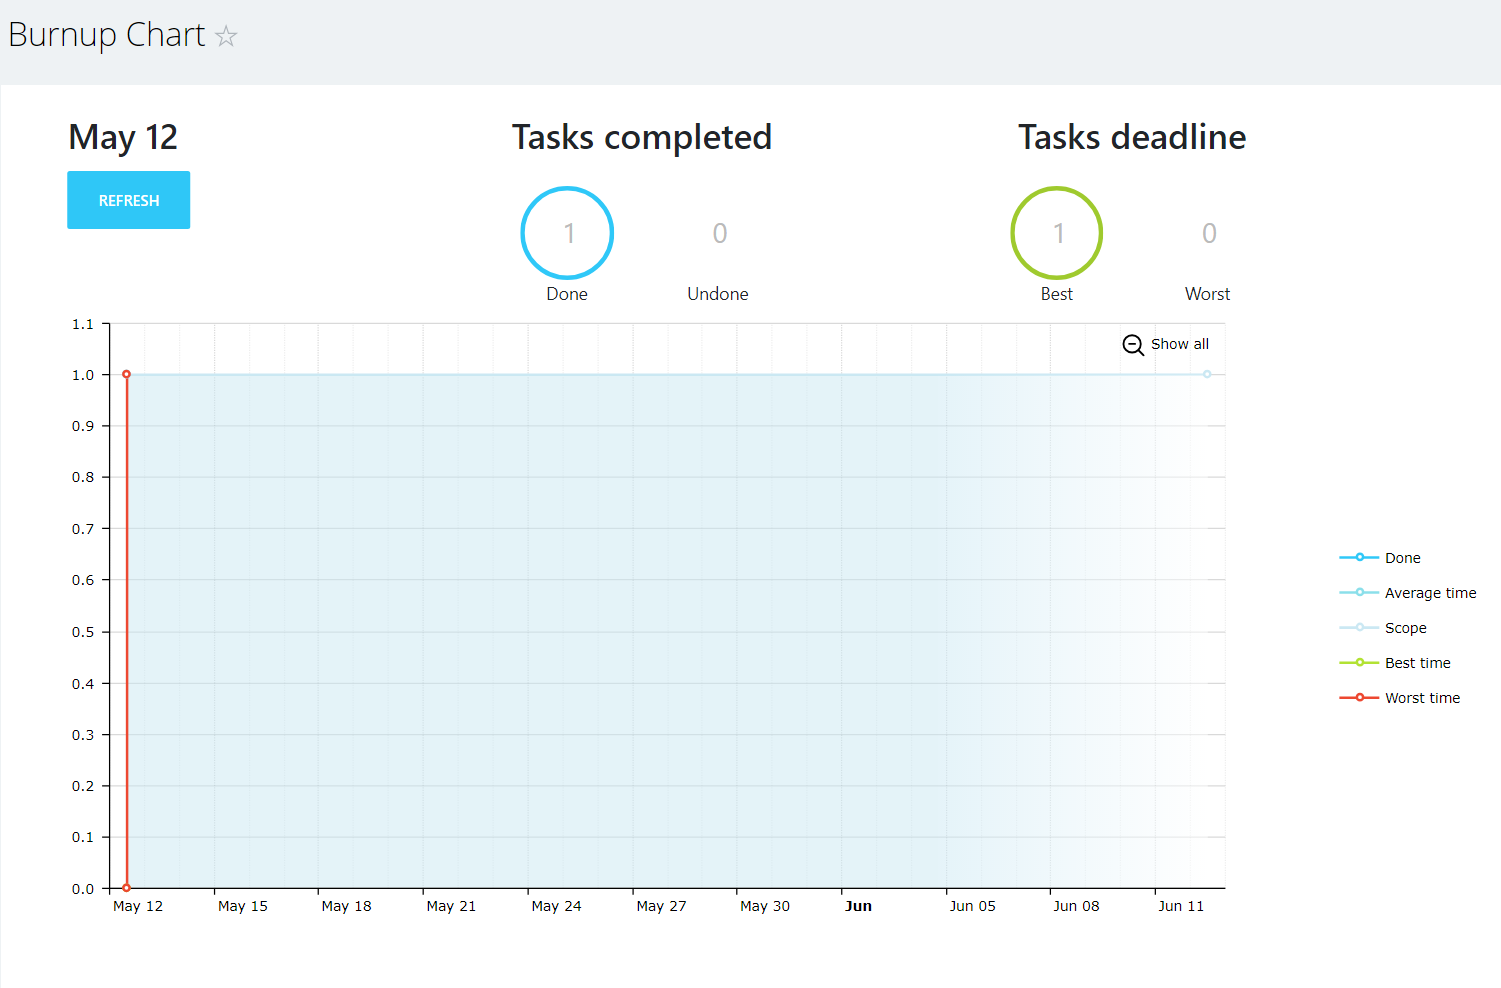 Burnup Chart
May 12
REFRESH
Tasks completed
1
0
Done
Undone
Tasks deadline
1
0
Best
Worst
Show all
1.1
1.0
0.9
0.8
0.7
0.6
0.5
0.4
0.3
0.2
0.1
0.0
May 12
May 15
May 18
May 21
May 24
May 27
May 30
Jun
Jun 05
Jun 08
Jun 11
Done
Average time
Scope
Best time
Worst time